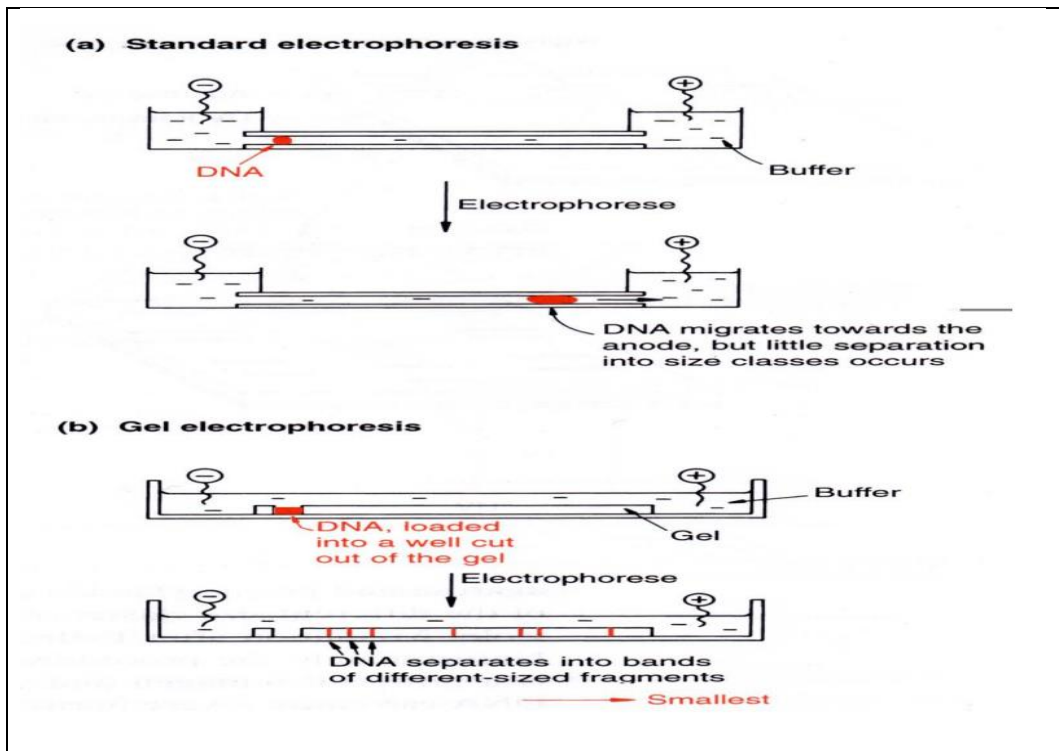 (a) Standard electrophoresis
− +
DNA
Buffer
Electrophorese
− +
DNA migrates towards the
anode, but little separation
into size classes occurs
(b) Gel electrophoresis
− +
Buffer
Gel
DNA, loaded
into a well cut
out of the gel
Electrophorese
− +
DNA separates into bands
of different-sized fragments
Smallest